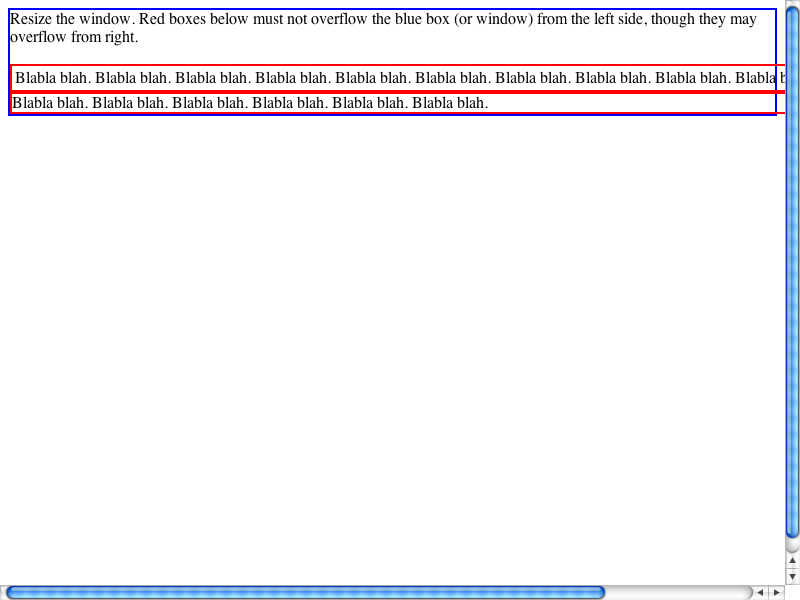 Resize the window. Red boxes below must not overflow the blue box (or window) from the left side, though they may
overflow from right.
Blabla blah. Blabla blah. Blabla blah. Blabla blah. Blabla blah. Blabla blah. Blabla blah. Blabla blah. Blabla blah. Blabla
Blabla blah. Blabla blah. Blabla blah. Blabla blah. Blabla blah. Blabla blah.